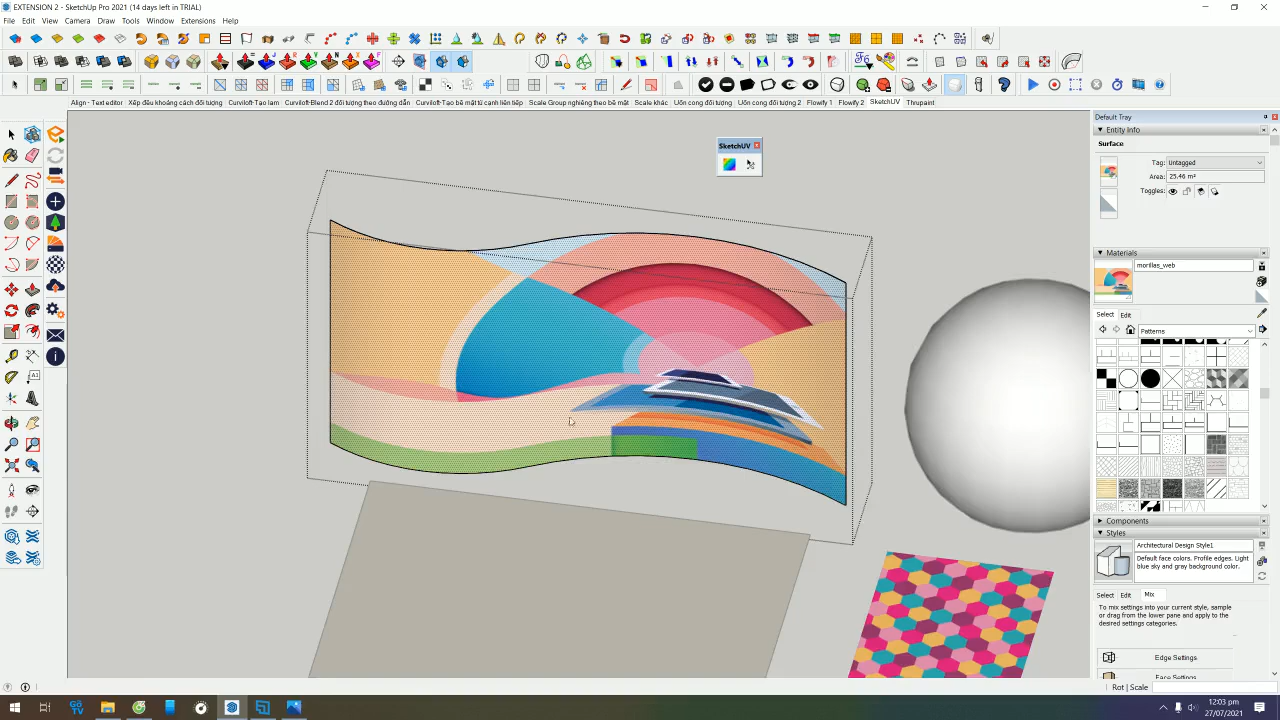 EXTENSION 2 - SketchUp Pro 2021 (14 days left in TRIAL)
File Edit View Camera Draw Tools Window Extensions Help
Align - Text editor Xếp đều khoảng cách đối tượng Curviloft-Tạo lam Curviloft-Blend 2 đối tượng theo đường dẫn Curviloft-Tạo bề mặt từ cạnh liên tiếp Scale Group nghiêng theo bề mặt Scale khác Uốn cong đối tượng Uốn cong đối tượng 2 Flowify 1 Flowify 2 SketchUV Thrupaint
Default Tray
Entity Info
Surface
Tag: Untagged
Area: 25.46 m²
Toggles:
SketchUV
Materials
morillas_web
Select Edit
Patterns
Components
Styles
Architectural Design Style1
Default face colors. Profile edges. Light
blue sky and gray background color.
Select Edit Mix
To mix settings into your current style, sample
or drag from the lower pane and apply to the
desired settings categories.
Edge Settings
Face Settings
Rot | Scale
12:03 pm
27/07/2021